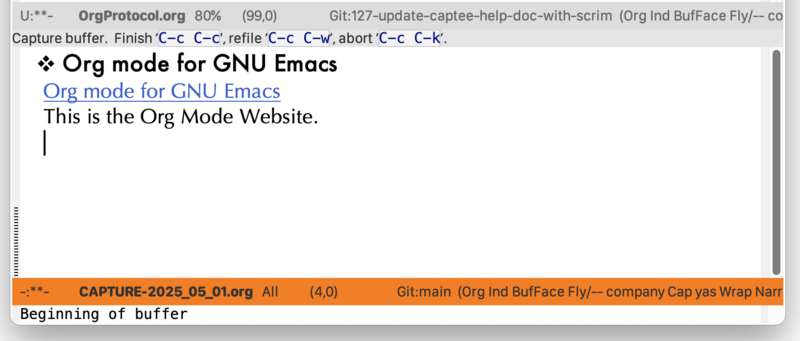 U:**- OrgProtocol.org 80% (99,0) Git:127-update-captee-help-doc-with-scrim (Org Ind BufFace Fly/-- co
Capture buffer. Finish ‘C-c C-c’, refile ‘C-c C-w’, abort ‘C-c C-k’.
❖ Org mode for GNU Emacs
Org mode for GNU Emacs
This is the Org Mode Website.
-:**- CAPTURE-2025_05_01.org All (4,0) Git:main (Org Ind BufFace Fly/-- company Cap yas Wrap Narr
Beginning of buffer